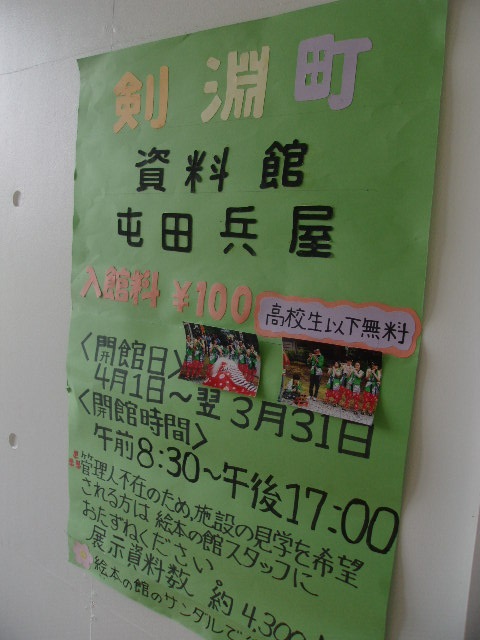 剣淵町
資料館
屯田兵屋
入館料 ¥100
高校生以下無料
〈開館日〉
4月1日〜翌3月31日
〈開館時間〉
午前8:30〜午後17:00
管理人不在のため、施設の見学を希望
される方は 絵本の館スタッフに
おたずねください。
展示資料数 約4,300
絵本の館のサンダルで